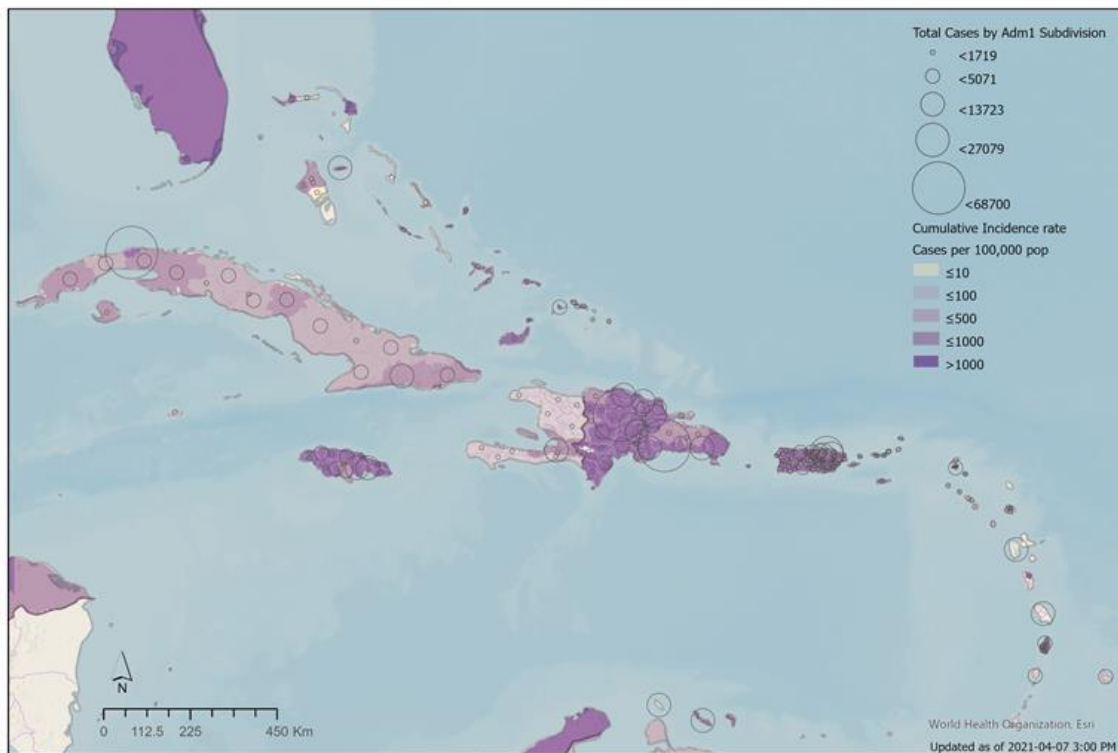 Total Cases by Adm1 Subdivision
<1719
<5071
<13723
<27079
<68700
Cumulative Incidence rate
Cases per 100,000 pop
≤10
≤100
≤500
≤1000
>1000
N
0 112.5 225 450 Km
World Health Organization, Esri
Updated as of 2021-04-07 3:00 PM